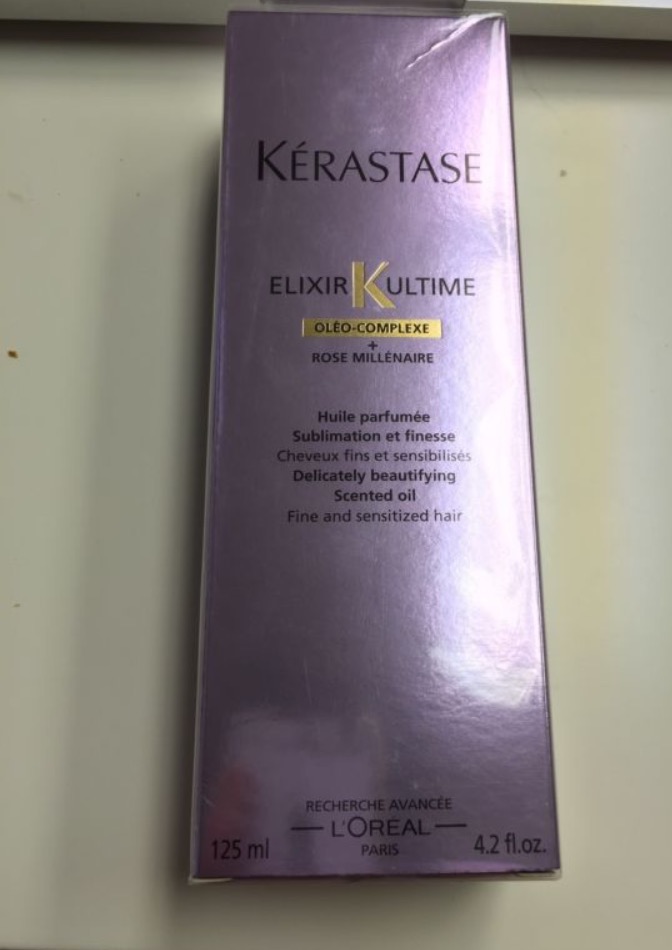 KÉRASTASE
ELIXIR K ULTIME
OLÉO-COMPLEXE
+
ROSE MILLÉNAIRE
Huile parfumée
Sublimation et finesse
Cheveux fins et sensibilisés
Delicately beautifying
Scented oil
Fine and sensitized hair
RECHERCHE AVANCÉE
— L'ORÉAL —
PARIS
125 ml
4.2 fl.oz.